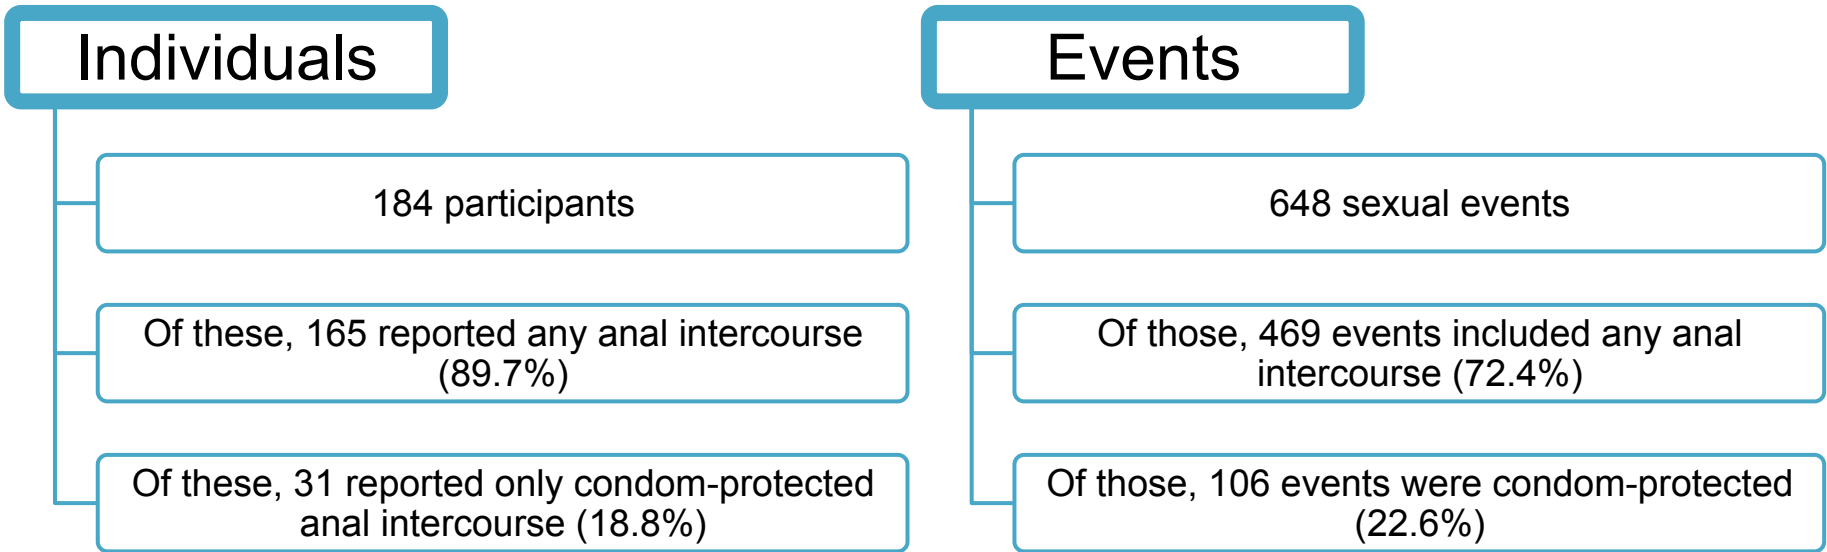 Individuals
184 participants
Of these, 165 reported any anal intercourse
(89.7%)
Of these, 31 reported only condom-protected
anal intercourse (18.8%)
Events
648 sexual events
Of those, 469 events included any anal
intercourse (72.4%)
Of those, 106 events were condom-protected
(22.6%)